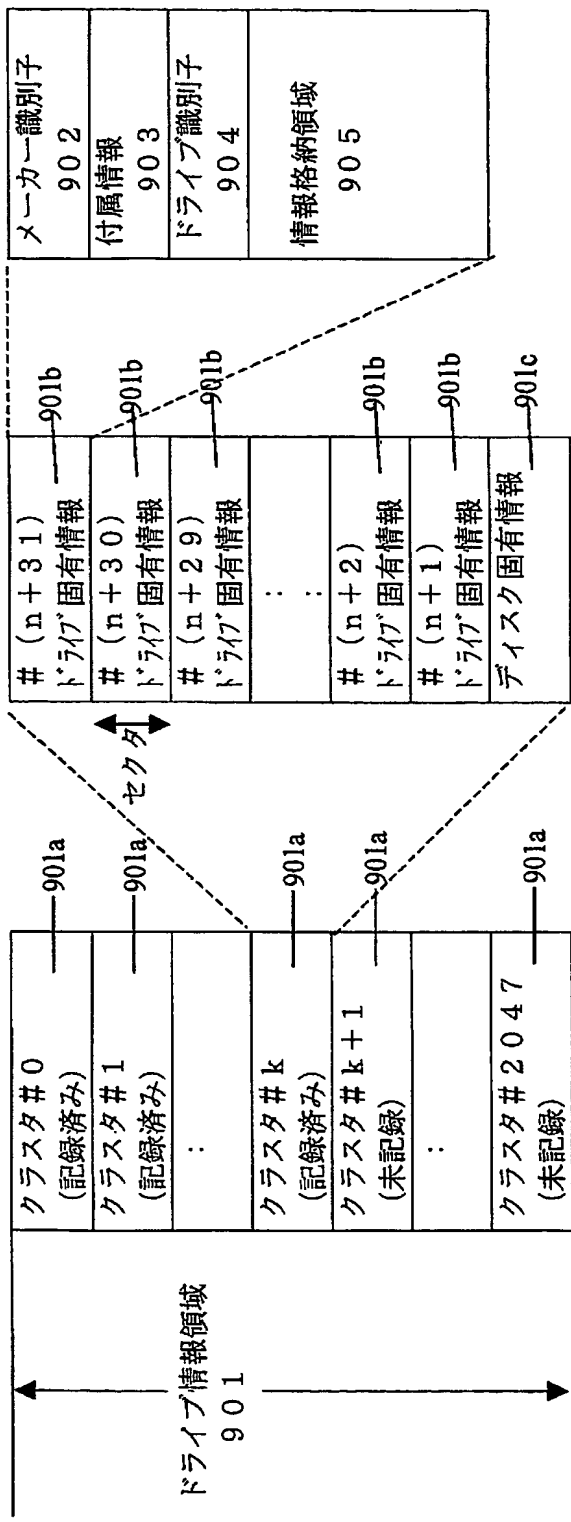 ドライブ情報領域
901
クラスタ#0
(記録済み)
901a
クラスタ#1
(記録済み)
901a
:
クラスタ#k
(記録済み)
901a
クラスタ#k+1
(未記録)
901a
:
クラスタ#2047
(未記録)
901a
セクタ
#(n+31)
ドライブ固有情報
901b
#(n+30)
ドライブ固有情報
901b
#(n+29)
ドライブ固有情報
901b
: :
#(n+2)
ドライブ固有情報
901b
#(n+1)
ドライブ固有情報
901b
ディスク固有情報
901c
メーカー識別子
902
付属情報
903
ドライブ識別子
904
情報格納領域
905